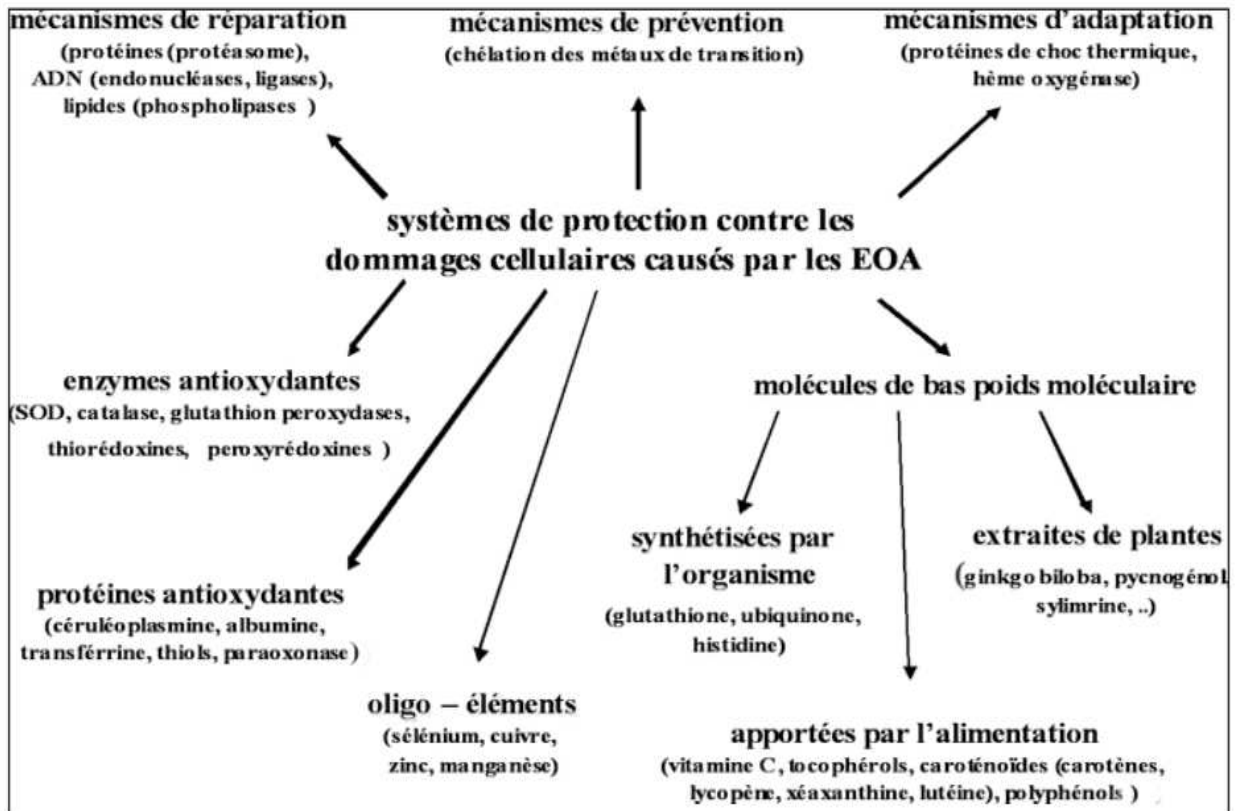 mécanismes de réparation
(protéines (protéasome),
ADN (endonucléases, ligases),
lipides (phospholipases )
mécanismes de prévention
(chélation des métaux de transition)
mécanismes d'adaptation
(protéines de choc thermique,
hème oxygénase)
systèmes de protection contre les
dommages cellulaires causés par les EOA
enzymes antioxydantes
(SOD, catalase, glutathion peroxydases,
thiorédoxines, peroxyrédoxines )
molécules de bas poids moléculaire
protéines antioxydantes
(céruléoplasmine, albumine,
transférrine, thiols, paraoxonase)
synthétisées par
l'organisme
(glutathione, ubiquinone,
histidine)
extraites de plantes
(ginkgo biloba, pycnogénol,
sylimrine, ..)
oligo – éléments
(sélénium, cuivre,
zinc, manganèse)
apportées par l'alimentation
(vitamine C, tocophérols, caroténoïdes (carotènes,
lycopène, xéaxanthine, lutéine), polyphénols )